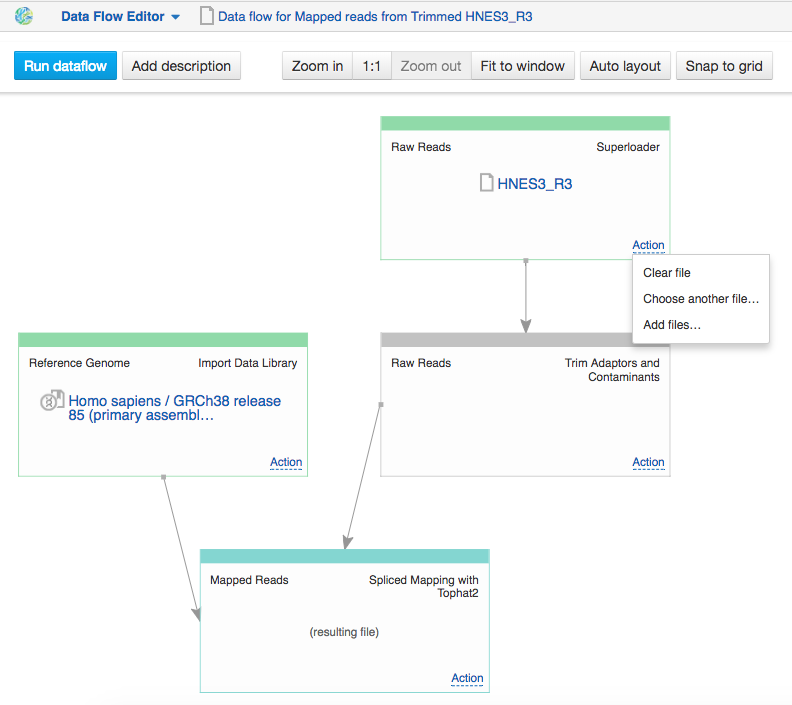 Data Flow Editor
Data flow for Mapped reads from Trimmed HNES3_R3
Run dataflow
Add description
Zoom in
1:1
Zoom out
Fit to window
Auto layout
Snap to grid
Raw Reads
Superloader
HNES3_R3
Action
Clear file
Choose another file…
Add files…
Reference Genome
Import Data Library
Homo sapiens / GRCh38 release
85 (primary assembl…
Action
Raw Reads
Trim Adaptors and
Contaminants
Action
Mapped Reads
Spliced Mapping with
Tophat2
(resulting file)
Action